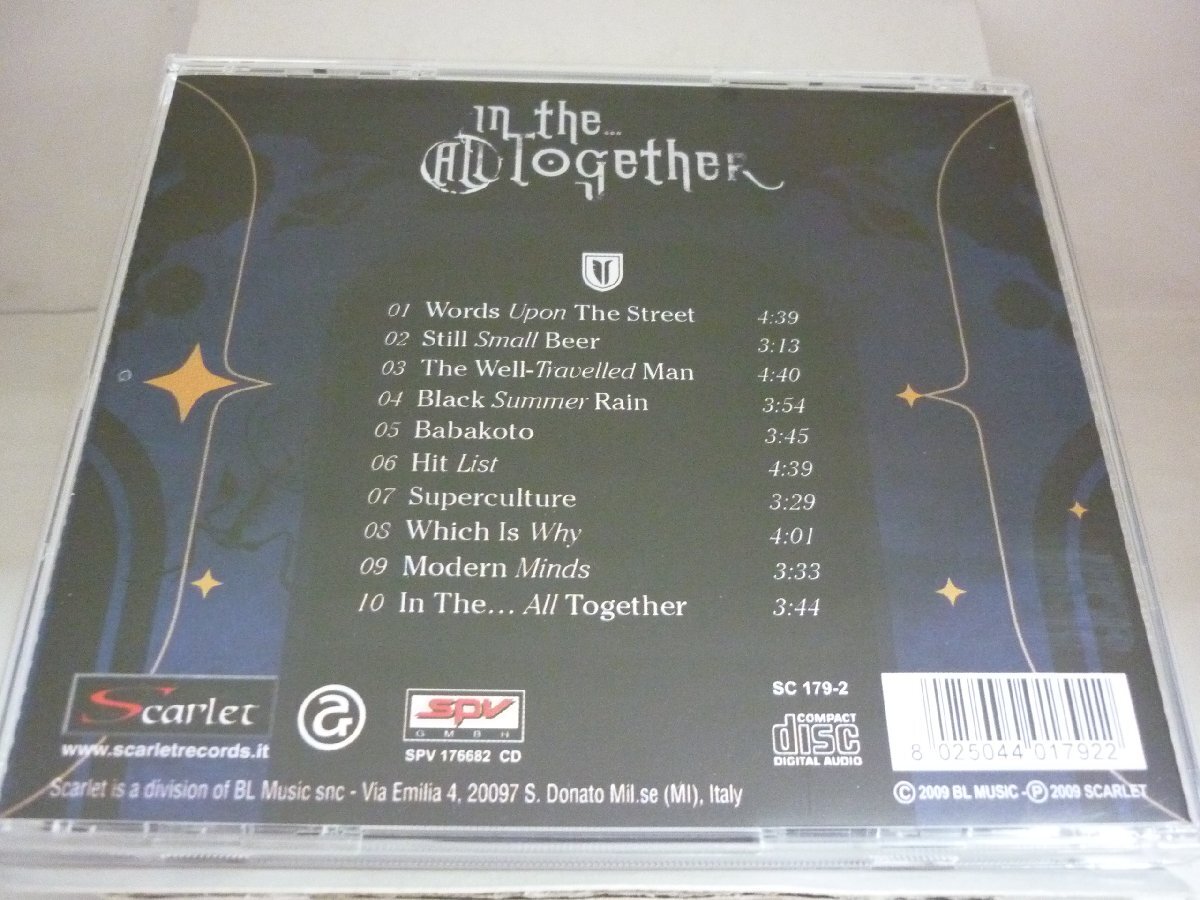 in the...
All Together
01 Words Upon The Street 4:39
02 Still Small Beer 3:13
03 The Well-Travelled Man 4:40
04 Black Summer Rain 3:54
05 Babakoto 3:45
06 Hit List 4:39
07 Superculture 3:29
08 Which Is Why 4:01
09 Modern Minds 3:33
10 In The... All Together 3:44
Scarlet
www.scarletrecords.it
SPV
GMBH
SPV 176682 CD
SC 179-2
COMPACT
disc
DIGITAL AUDIO
8 025044 017922
Scarlet is a division of BL Music snc - Via Emilia 4, 20097 S. Donato Mil.se (MI), Italy
© 2009 BL MUSIC - ℗ 2009 SCARLET